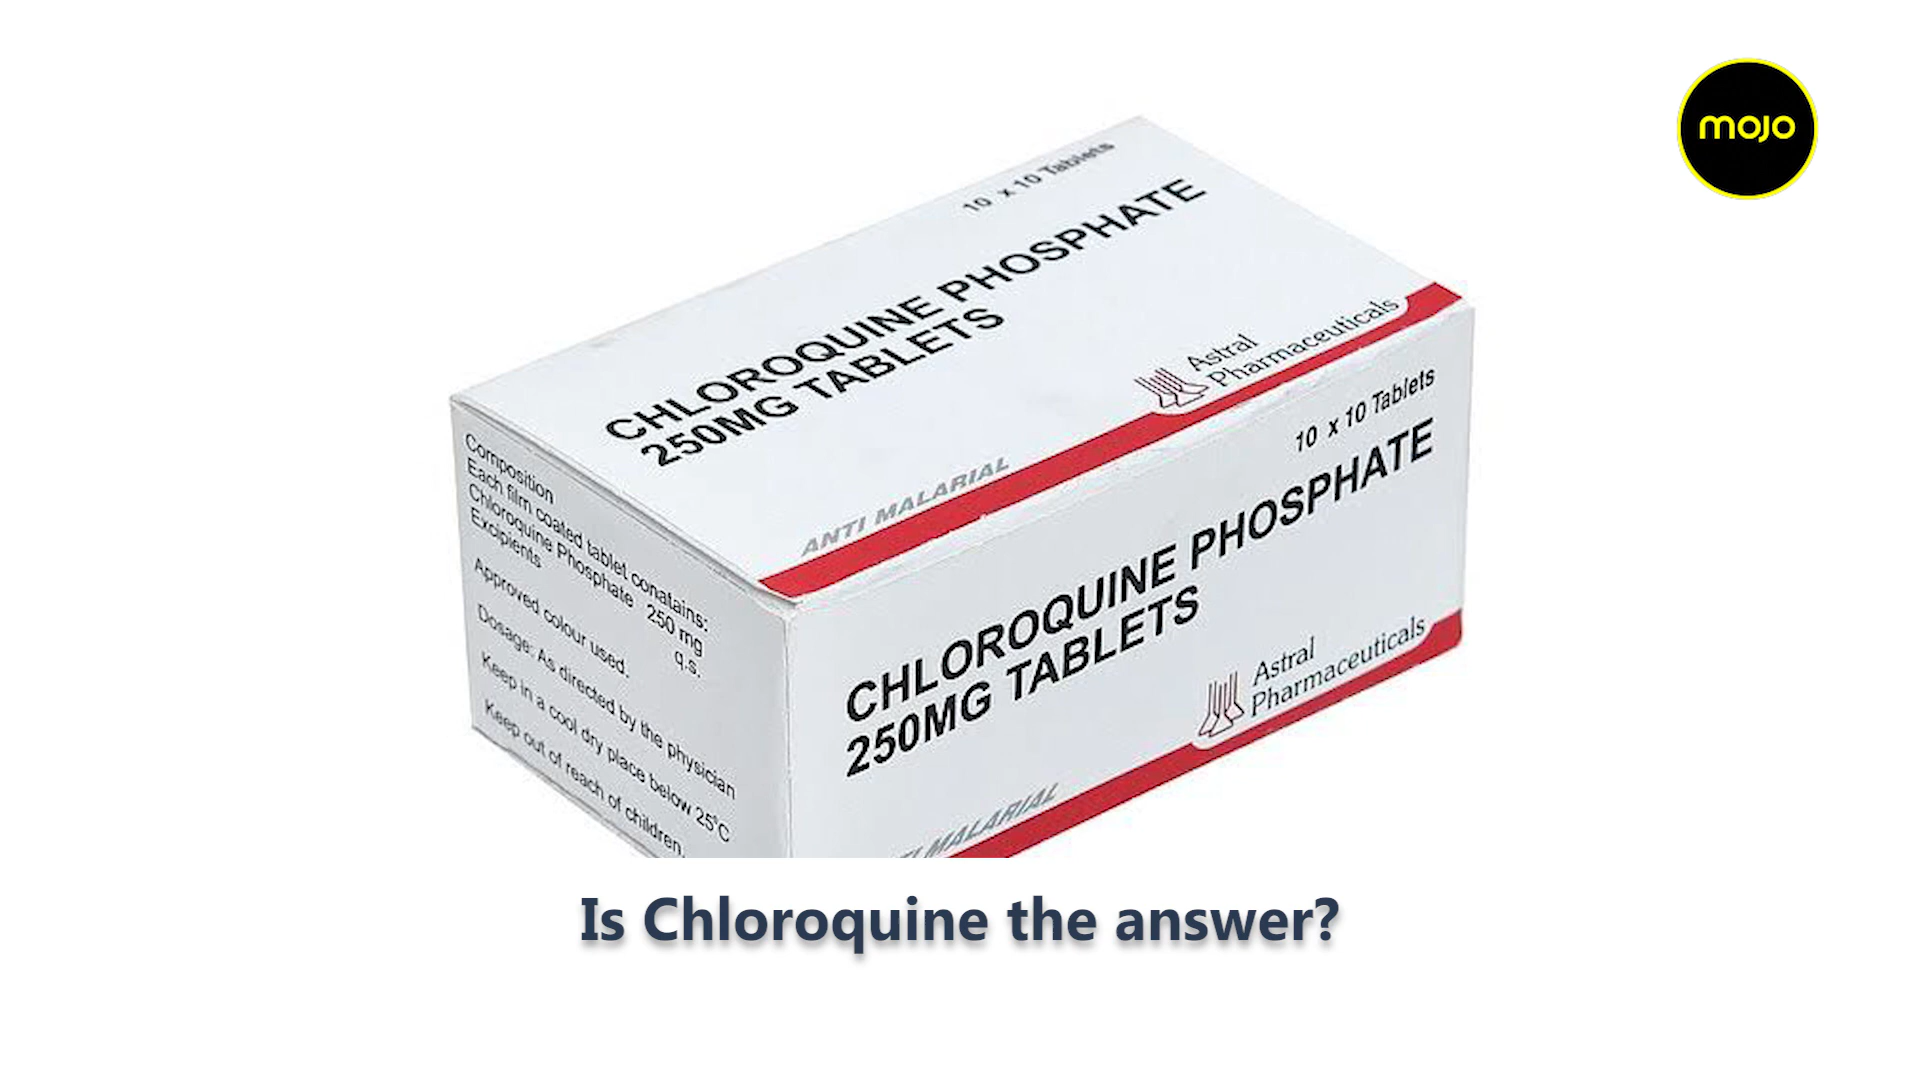 mojo
10 x 10 Tablets
CHLOROQUINE PHOSPHATE
250MG TABLETS
Astral
Pharmaceuticals
ANTI MALARIAL
10 x 10 Tablets
CHLOROQUINE PHOSPHATE
250MG TABLETS
Astral
Pharmaceuticals
TI MALARIAL
Composition
Each film coated tablet conatains:
Chloroquine Phosphate 250 mg
Excipients q.s.
Approved colour used.
Dosage: As directed by the physician
Keep in a cool dry place below 25°C
Keep out of reach of children.
Is Chloroquine the answer?